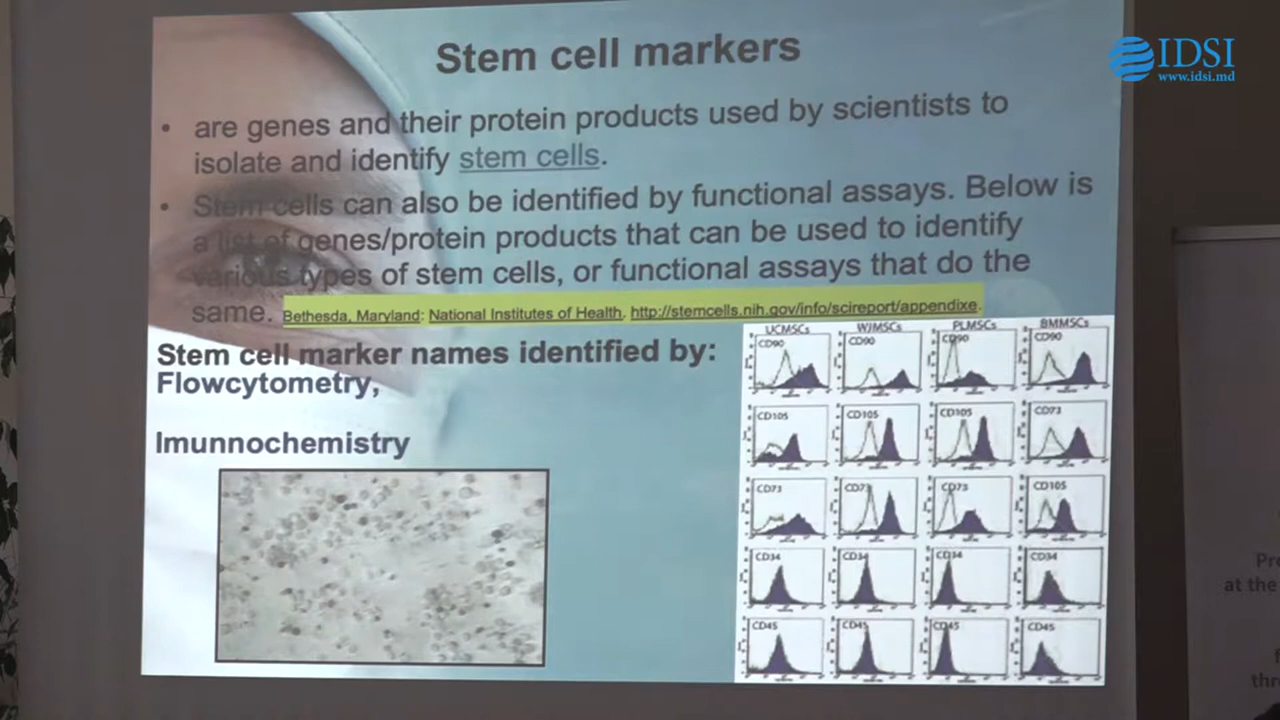 Stem cell markers
IDSI
www.idsi.md
• are genes and their protein products used by scientists to
isolate and identify stem cells.
• Stem cells can also be identified by functional assays. Below is
a list of genes/protein products that can be used to identify
various types of stem cells, or functional assays that do the
same. Bethesda, Maryland: National Institutes of Health. http://stemcells.nih.gov/info/scireport/appendixe.
Stem cell marker names identified by:
Flowcytometry,
Imunnochemistry
UCMSCs WJMSCs PLMSCs BMMSCs
CD90 CD90 CD90 CD90
CD105 CD105 CD105 CD73
CD73 CD73 CD73 CD105
CD34 CD34 CD34 CD34
CD45 CD45 CD45 CD45
at the